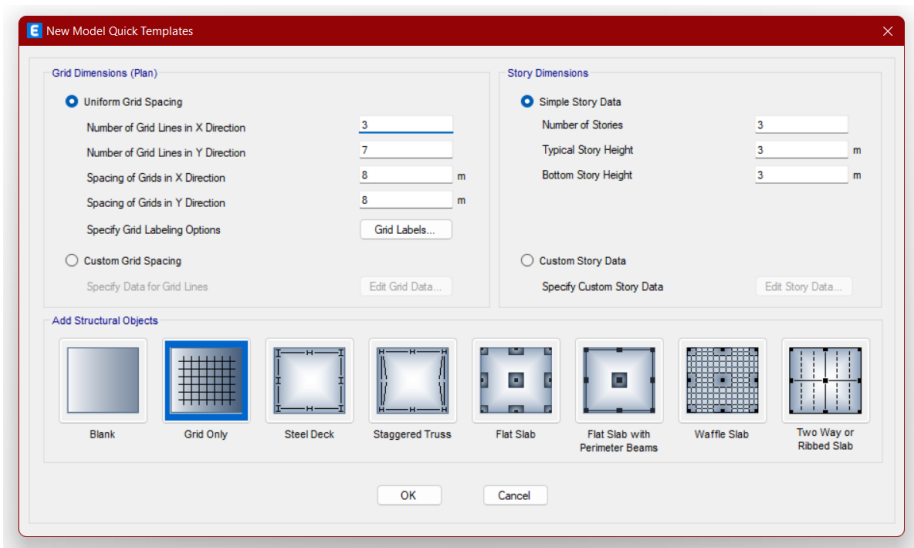 E New Model Quick Templates
Grid Dimensions (Plan)
Uniform Grid Spacing
Number of Grid Lines in X Direction 3
Number of Grid Lines in Y Direction 7
Spacing of Grids in X Direction 8 m
Spacing of Grids in Y Direction 8 m
Specify Grid Labeling Options Grid Labels...
Custom Grid Spacing
Specify Data for Grid Lines Edit Grid Data...
Story Dimensions
Simple Story Data
Number of Stories 3
Typical Story Height 3 m
Bottom Story Height 3 m
Custom Story Data
Specify Custom Story Data Edit Story Data...
Add Structural Objects
Blank
Grid Only
Steel Deck
Staggered Truss
Flat Slab
Flat Slab with
Perimeter Beams
Waffle Slab
Two Way or
Ribbed Slab
OK Cancel